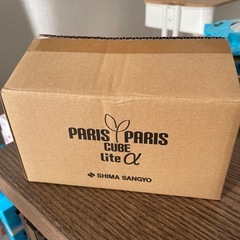 PARIS PARIS
CUBE
Lite α
SHIMA SANGYO